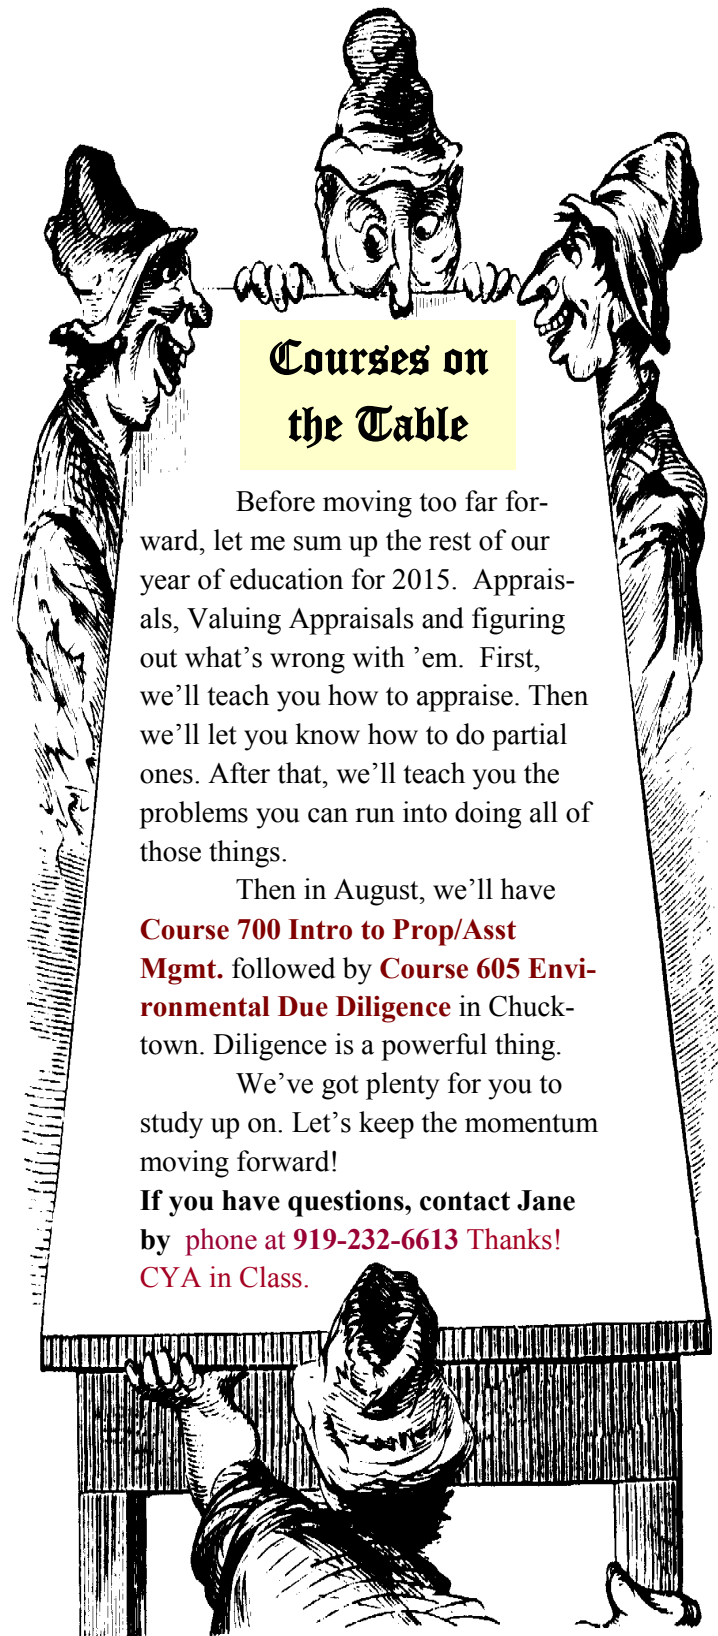 Courses on
the Table
Before moving too far for-
ward, let me sum up the rest of our
year of education for 2015.  Apprais-
als, Valuing Appraisals and figuring
out what’s wrong with ’em.  First,
we’ll teach you how to appraise. Then
we’ll let you know how to do partial
ones. After that, we’ll teach you the
problems you can run into doing all of
those things.
Then in August, we’ll have
Course 700 Intro to Prop/Asst
Mgmt. followed by Course 605 Envi-
ronmental Due Diligence in Chuck-
town. Diligence is a powerful thing.
We’ve got plenty for you to
study up on. Let’s keep the momentum
moving forward!
If you have questions, contact Jane
by  phone at 919-232-6613 Thanks!
CYA in Class.